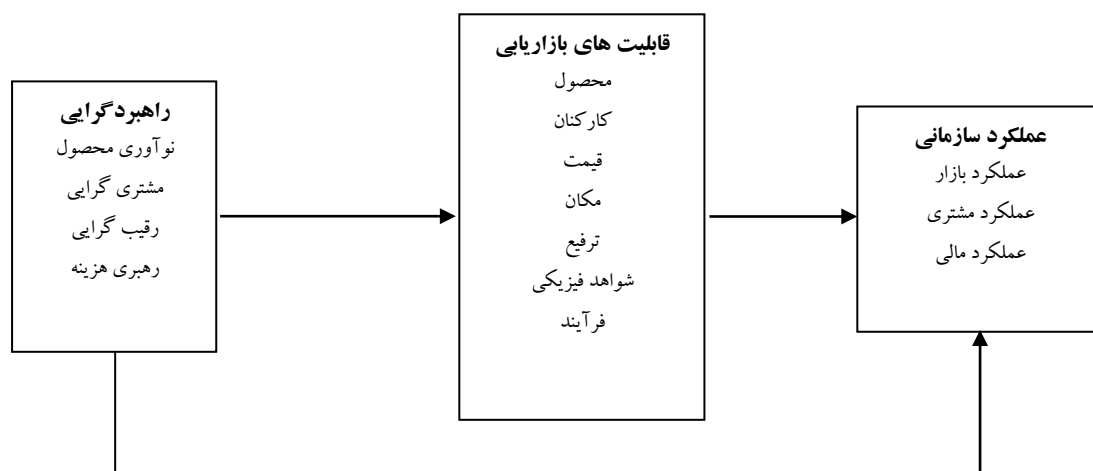 راهبردگرایی
نوآوری محصول
مشتری گرایی
رقیب گرایی
رهبری هزینه
قابلیت های بازاریابی
محصول
کارکنان
قیمت
مکان
ترفیع
شواهد فیزیکی
فرآیند
عملکرد سازمانی
عملکرد بازار
عملکرد مشتری
عملکرد مالی